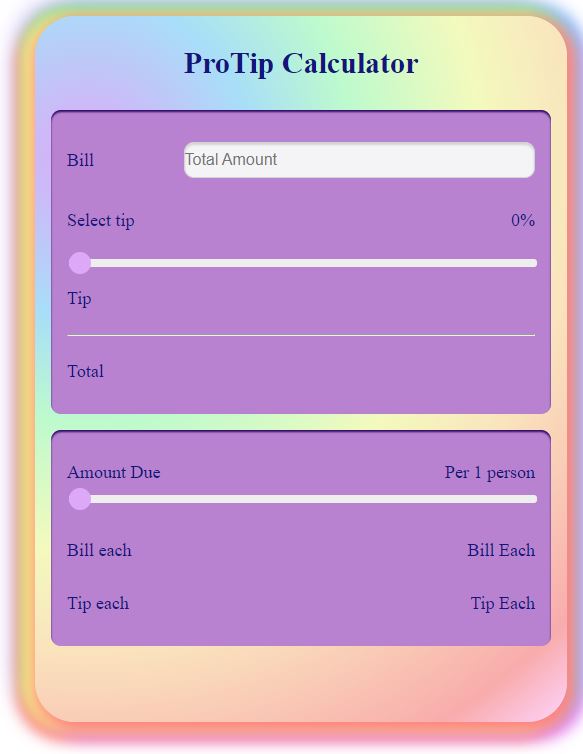 ProTip Calculator
Bill Total Amount
Select tip 0%
Tip
Total
Amount Due Per 1 person
Bill each Bill Each
Tip each Tip Each